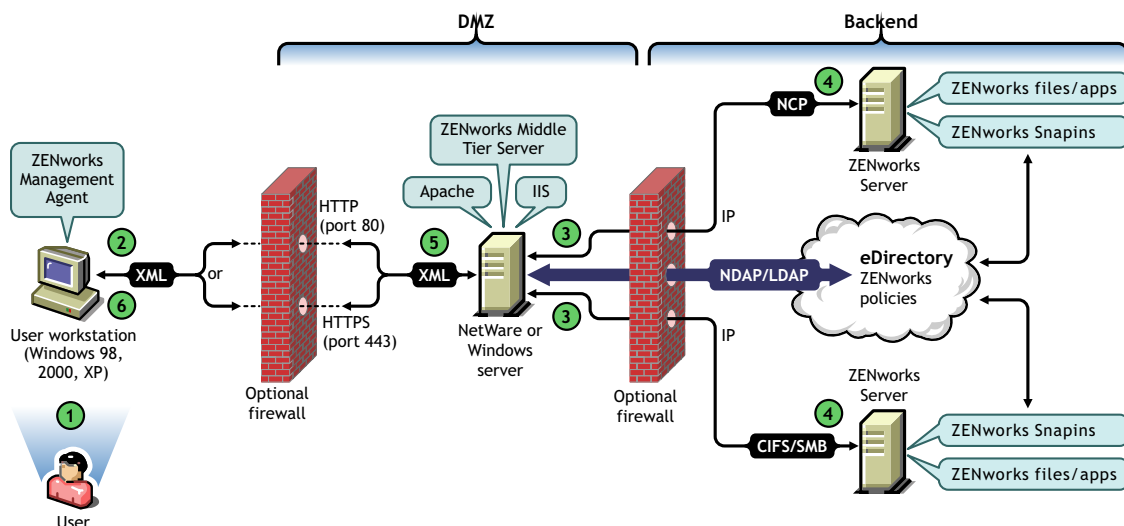 DMZ
Backend
4
NCP
ZENworks files/apps
ZENworks Snapins
ZENworks
Server
ZENworks Middle
Tier Server
Apache
IIS
ZENworks
Management
Agent
HTTP
(port 80)
IP
2
XML
or
5
XML
3
NDAP/LDAP
eDirectory
ZENworks
policies
6
User workstation
(Windows 98,
2000, XP)
HTTPS
(port 443)
3
NetWare or
Windows
server
IP
Optional
firewall
Optional
firewall
ZENworks
Server
1
4
CIFS/SMB
ZENworks Snapins
ZENworks files/apps
User